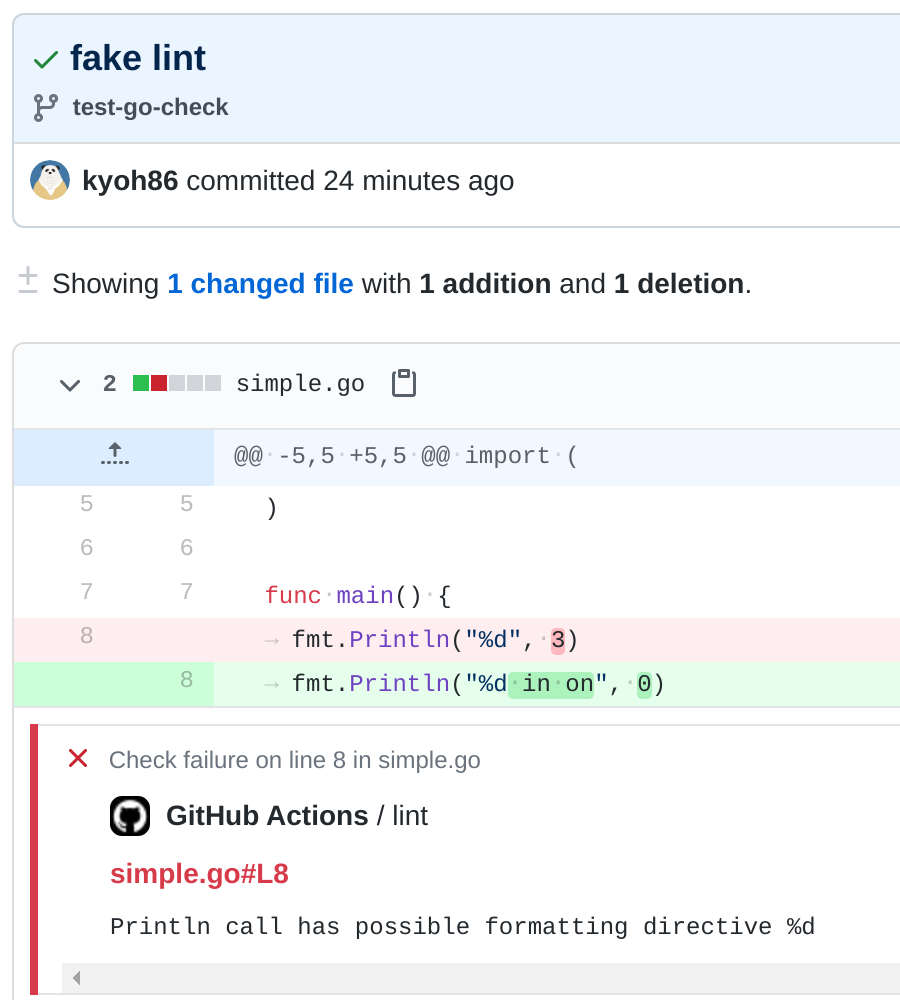 fake lint
test-go-check
kyoh86 committed 24 minutes ago
Showing 1 changed file with 1 addition and 1 deletion.
2 simple.go
@@ -5,5 +5,5 @@ import (
5 5 )
6 6
7 7 func main() {
8 fmt.Println("%d", 3)
8 fmt.Println("%d in on", 0)
Check failure on line 8 in simple.go
GitHub Actions / lint
simple.go#L8
Println call has possible formatting directive %d